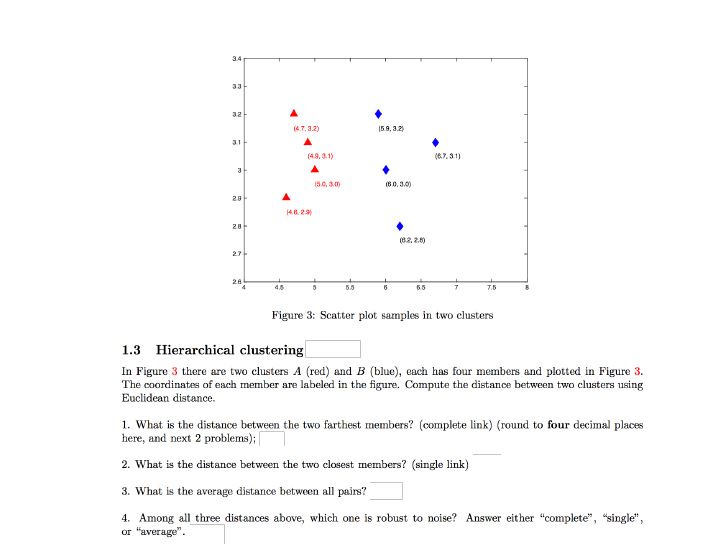 3.4
3.3
3.2
(4.7, 3.2) (5.9, 3.2)
3.1
(4.9, 3.1) (6.7, 3.1)
3
(5.0, 3.0) (6.0, 3.0)
2.9
(4.6, 2.9)
2.8
(6.2, 2.8)
2.7
2.6
4 4.5 5 5.5 6 6.5 7 7.5 8
Figure 3: Scatter plot samples in two clusters
1.3 Hierarchical clustering
In Figure 3 there are two clusters A (red) and B (blue), each has four members and plotted in Figure 3.
The coordinates of each member are labeled in the figure. Compute the distance between two clusters using
Euclidean distance.
1. What is the distance between the two farthest members? (complete link) (round to four decimal places
here, and next 2 problems);
2. What is the distance between the two closest members? (single link)
3. What is the average distance between all pairs?
4. Among all three distances above, which one is robust to noise? Answer either “complete”, “single”,
or “average”.